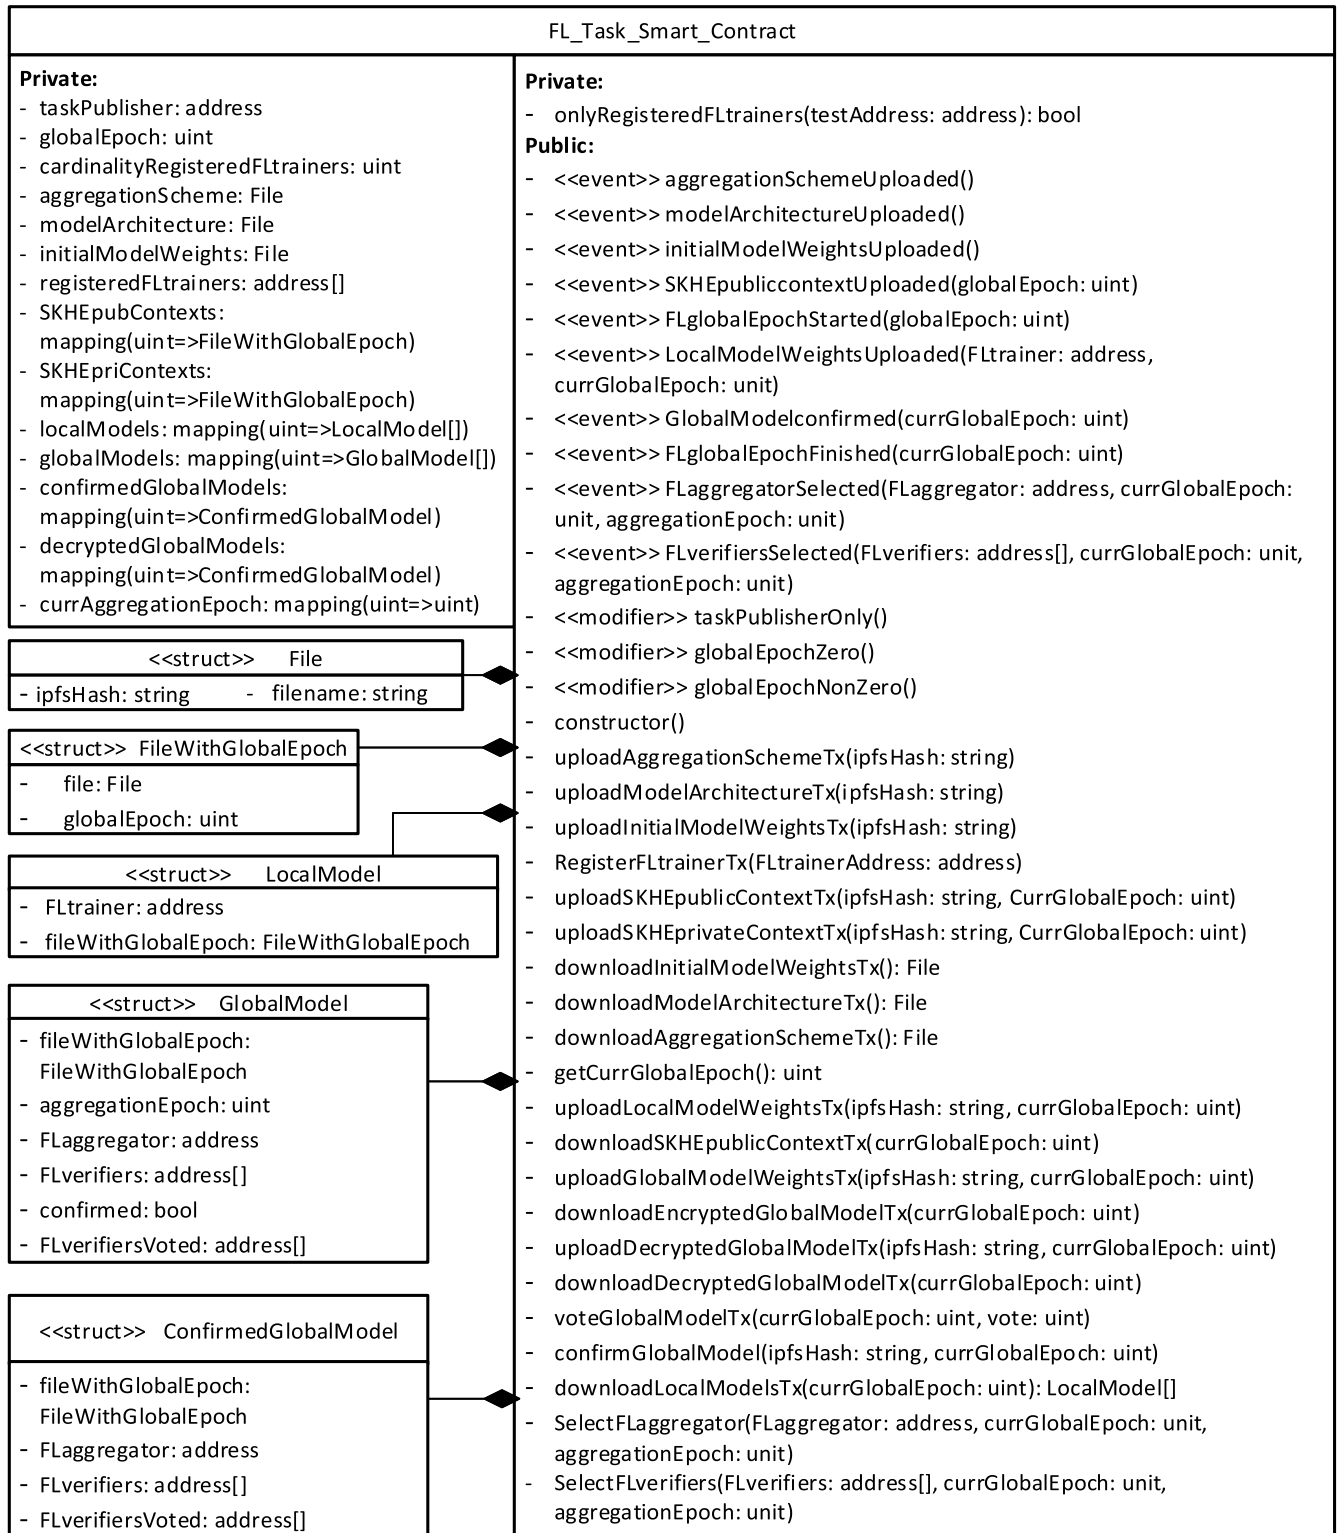 FL_Task_Smart_Contract
Private:
- taskPublisher: address
- globalEpoch: uint
- cardinalityRegisteredFLtrainers: uint
- aggregationScheme: File
- modelArchitecture: File
- initialModelWeights: File
- registeredFLtrainers: address[]
- SKHEpubContexts:
mapping(uint=>FileWithGlobalEpoch)
- SKHEpriContexts:
mapping(uint=>FileWithGlobalEpoch)
- localModels: mapping(uint=>LocalModel[])
- globalModels: mapping(uint=>GlobalModel[])
- confirmedGlobalModels:
mapping(uint=>ConfirmedGlobalModel)
- decryptedGlobalModels:
mapping(uint=>ConfirmedGlobalModel)
- currAggregationEpoch: mapping(uint=>uint)
<<struct>> File
- ipfsHash: string - filename: string
<<struct>> FileWithGlobalEpoch
- file: File
- globalEpoch: uint
<<struct>> LocalModel
- FLtrainer: address
- fileWithGlobalEpoch: FileWithGlobalEpoch
<<struct>> GlobalModel
- fileWithGlobalEpoch:
FileWithGlobalEpoch
- aggregationEpoch: uint
- FLaggregator: address
- FLverifiers: address[]
- confirmed: bool
- FLverifiersVoted: address[]
<<struct>> ConfirmedGlobalModel
- fileWithGlobalEpoch:
FileWithGlobalEpoch
- FLaggregator: address
- FLverifiers: address[]
- FLverifiersVoted: address[]
Private:
- onlyRegisteredFLtrainers(testAddress: address): bool
Public:
- <<event>> aggregationSchemeUploaded()
- <<event>> modelArchitectureUploaded()
- <<event>> initialModelWeightsUploaded()
- <<event>> SKHEpubliccontextUploaded(globalEpoch: uint)
- <<event>> FLglobalEpochStarted(globalEpoch: uint)
- <<event>> LocalModelWeightsUploaded(FLtrainer: address,
currGlobalEpoch: unit)
- <<event>> GlobalModelconfirmed(currGlobalEpoch: uint)
- <<event>> FLglobalEpochFinished(currGlobalEpoch: uint)
- <<event>> FLaggregatorSelected(FLaggregator: address, currGlobalEpoch:
unit, aggregationEpoch: unit)
- <<event>> FLverifiersSelected(FLverifiers: address[], currGlobalEpoch: unit,
aggregationEpoch: unit)
- <<modifier>> taskPublisherOnly()
- <<modifier>> globalEpochZero()
- <<modifier>> globalEpochNonZero()
- constructor()
- uploadAggregationSchemeTx(ipfsHash: string)
- uploadModelArchitectureTx(ipfsHash: string)
- uploadInitialModelWeightsTx(ipfsHash: string)
- RegisterFLtrainerTx(FLtrainerAddress: address)
- uploadSKHEpublicContextTx(ipfsHash: string, CurrGlobalEpoch: uint)
- uploadSKHEprivateContextTx(ipfsHash: string, CurrGlobalEpoch: uint)
- downloadInitialModelWeightsTx(): File
- downloadModelArchitectureTx(): File
- downloadAggregationSchemeTx(): File
- getCurrGlobalEpoch(): uint
- uploadLocalModelWeightsTx(ipfsHash: string, currGlobalEpoch: uint)
- downloadSKHEpublicContextTx(currGlobalEpoch: uint)
- uploadGlobalModelWeightsTx(ipfsHash: string, currGlobalEpoch: uint)
- downloadEncryptedGlobalModelTx(currGlobalEpoch: uint)
- uploadDecryptedGlobalModelTx(ipfsHash: string, currGlobalEpoch: uint)
- downloadDecryptedGlobalModelTx(currGlobalEpoch: uint)
- voteGlobalModelTx(currGlobalEpoch: uint, vote: uint)
- confirmGlobalModel(ipfsHash: string, currGlobalEpoch: uint)
- downloadLocalModelsTx(currGlobalEpoch: uint): LocalModel[]
- SelectFLaggregator(FLaggregator: address, currGlobalEpoch: unit,
aggregationEpoch: unit)
- SelectFLverifiers(FLverifiers: address[], currGlobalEpoch: unit,
aggregationEpoch: unit)